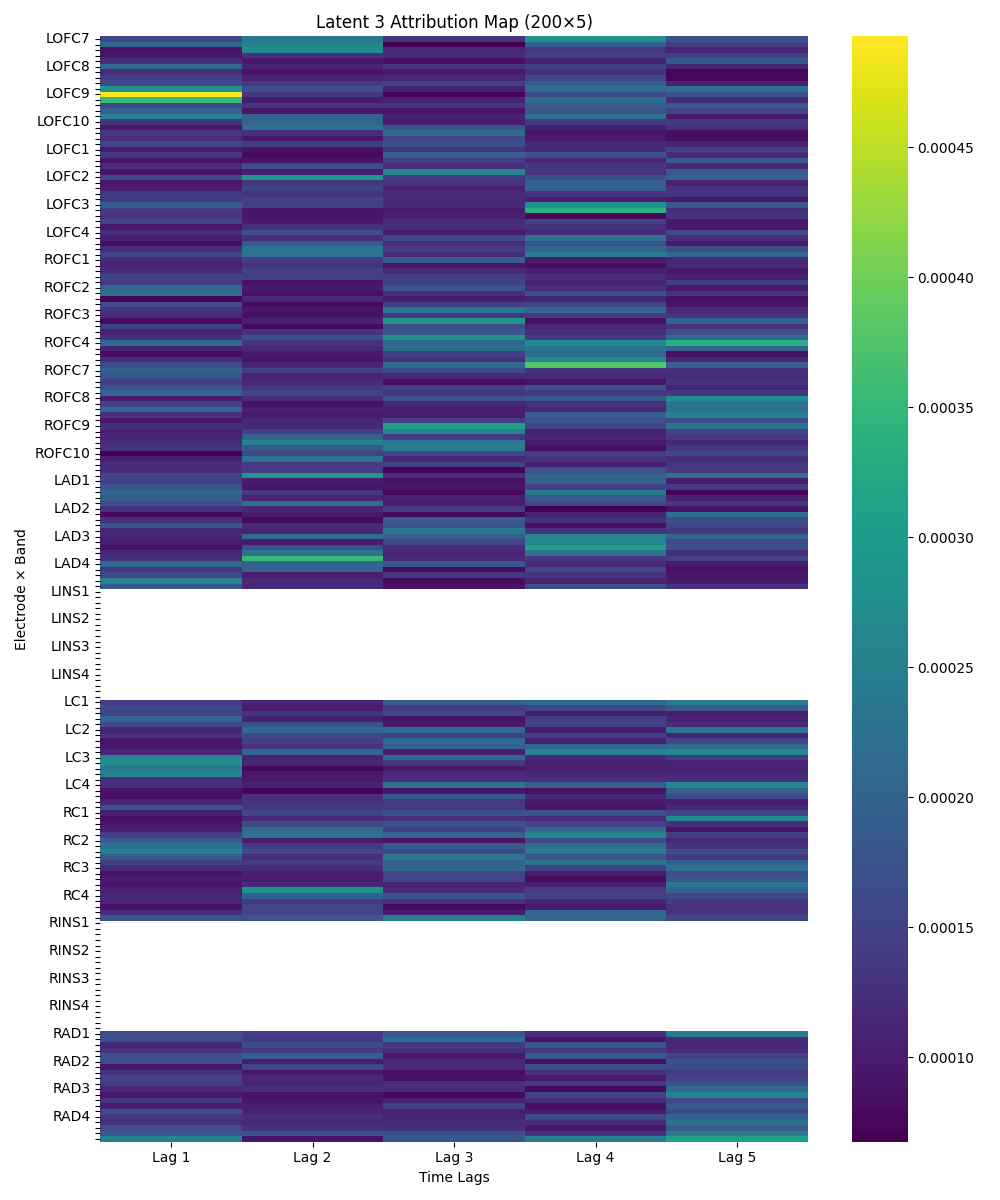 Latent 3 Attribution Map (200×5)
LOFC7
LOFC8
LOFC9
LOFC10
LOFC1
LOFC2
LOFC3
LOFC4
ROFC1
ROFC2
ROFC3
ROFC4
ROFC7
ROFC8
ROFC9
ROFC10
LAD1
LAD2
LAD3
LAD4
LINS1
LINS2
LINS3
LINS4
LC1
LC2
LC3
LC4
RC1
RC2
RC3
RC4
RINS1
RINS2
RINS3
RINS4
RAD1
RAD2
RAD3
RAD4
Electrode × Band
Lag 1 Lag 2 Lag 3 Lag 4 Lag 5
Time Lags
0.00045
0.00040
0.00035
0.00030
0.00025
0.00020
0.00015
0.00010